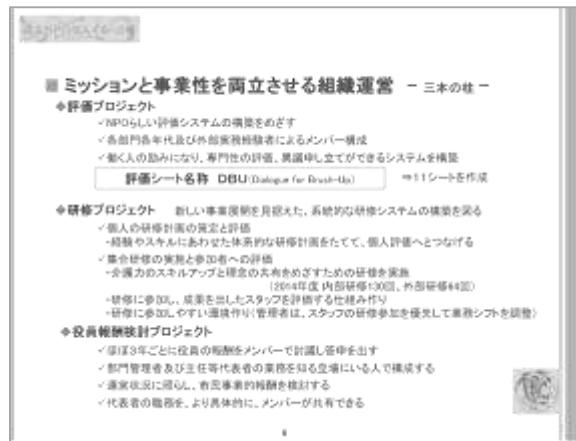 ■ ミッションと事業性を両立させる組織運営 － 三本の柱 －
❖評価プロジェクト
✓NPOらしい評価システムの構築をめざす
✓各部門各年代及び外部実務経験者によるメンバー構成
✓働く人の励みになり、専門性の評価、異議申し立てができるシステムを構築
評価シート名称 DBU(Dialogue for Brush-Up) ⇒11シートを作成
❖研修プロジェクト 新しい事業展開を見据えた、系統的な研修システムの構築を図る
✓個人の研修計画の策定と評価
-経験やスキルにあわせた体系的な研修計画をたてて、個人評価へとつなげる
✓集合研修の実施と参加者への評価
-介護力のスキルアップと理念の共有をめざすための研修を実施
(2014年度 内部研修130回、外部研修64回)
-研修に参加し、成果を出したスタッフを評価する仕組み作り
-研修に参加しやすい環境作り(管理者は、スタッフの研修参加を優先して業務シフトを調整)
❖役員報酬検討プロジェクト
✓ほぼ3年ごとに役員の報酬をメンバーで討議し答申を出す
✓部門管理者及び主任等代表者の業務を知る立場にいる人で構成する
✓運営状況に照らし、市民事業的報酬を検討する
✓代表者の職務を、より具体的に、メンバーが共有できる